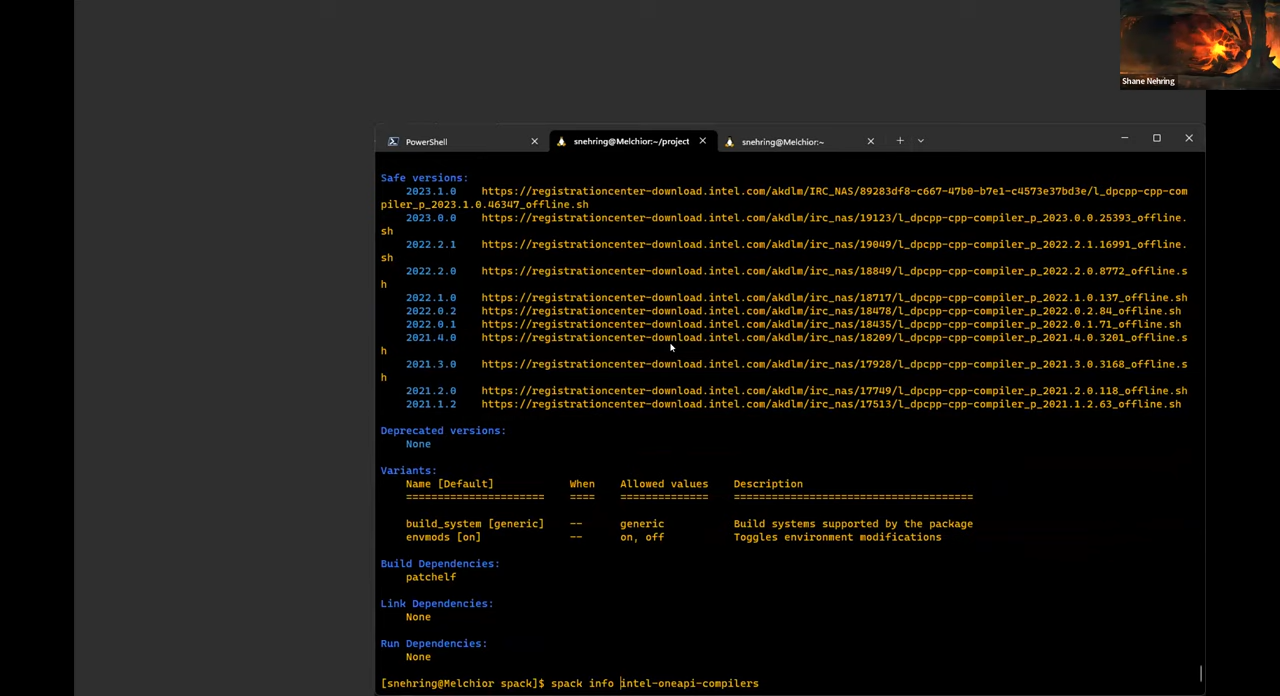 Shane Nehring
PowerShell
snehring@Melchior:~/project
snehring@Melchior:~
Safe versions:
2023.1.0 https://registrationcenter-download.intel.com/akdlm/IRC_NAS/89283df8-c667-47b0-b7e1-c4573e37bd3e/l_dpcpp-cpp-com
piler_p_2023.1.0.46347_offline.sh
2023.0.0 https://registrationcenter-download.intel.com/akdlm/irc_nas/19123/l_dpcpp-cpp-compiler_p_2023.0.0.25393_offline.
sh
2022.2.1 https://registrationcenter-download.intel.com/akdlm/irc_nas/19049/l_dpcpp-cpp-compiler_p_2022.2.1.16991_offline.
sh
2022.2.0 https://registrationcenter-download.intel.com/akdlm/irc_nas/18849/l_dpcpp-cpp-compiler_p_2022.2.0.8772_offline.s
h
2022.1.0 https://registrationcenter-download.intel.com/akdlm/irc_nas/18717/l_dpcpp-cpp-compiler_p_2022.1.0.137_offline.sh
2022.0.2 https://registrationcenter-download.intel.com/akdlm/irc_nas/18478/l_dpcpp-cpp-compiler_p_2022.0.2.84_offline.sh
2022.0.1 https://registrationcenter-download.intel.com/akdlm/irc_nas/18435/l_dpcpp-cpp-compiler_p_2022.0.1.71_offline.sh
2021.4.0 https://registrationcenter-download.intel.com/akdlm/irc_nas/18209/l_dpcpp-cpp-compiler_p_2021.4.0.3201_offline.s
h
2021.3.0 https://registrationcenter-download.intel.com/akdlm/irc_nas/17928/l_dpcpp-cpp-compiler_p_2021.3.0.3168_offline.s
h
2021.2.0 https://registrationcenter-download.intel.com/akdlm/irc_nas/17749/l_dpcpp-cpp-compiler_p_2021.2.0.118_offline.sh
2021.1.2 https://registrationcenter-download.intel.com/akdlm/irc_nas/17513/l_dpcpp-cpp-compiler_p_2021.1.2.63_offline.sh
Deprecated versions:
None
Variants:
Name [Default] When Allowed values Description
====================== ==== ============== ======================================
build_system [generic] -- generic Build systems supported by the package
envmods [on] -- on, off Toggles environment modifications
Build Dependencies:
patchelf
Link Dependencies:
None
Run Dependencies:
None
[snehring@Melchior spack]$ spack info intel-oneapi-compilers